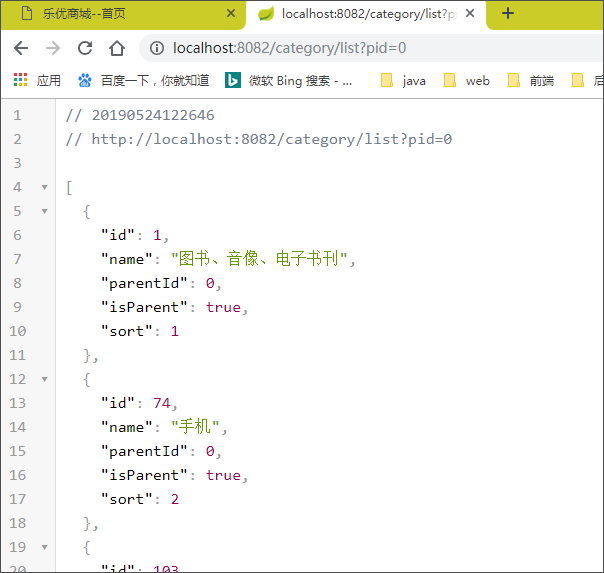 乐优商城--首页
localhost:8082/category/list?p
localhost:8082/category/list?pid=0
应用 百度一下，你就知道 微软 Bing 搜索 - ... java web 前端 后
1 // 20190524122646
2 // http://localhost:8082/category/list?pid=0
3
4 [
5 {
6 "id": 1,
7 "name": "图书、音像、电子书刊",
8 "parentId": 0,
9 "isParent": true,
10 "sort": 1
11 },
12 {
13 "id": 74,
14 "name": "手机",
15 "parentId": 0,
16 "isParent": true,
17 "sort": 2
18 },
19 {
20 "id": 103,